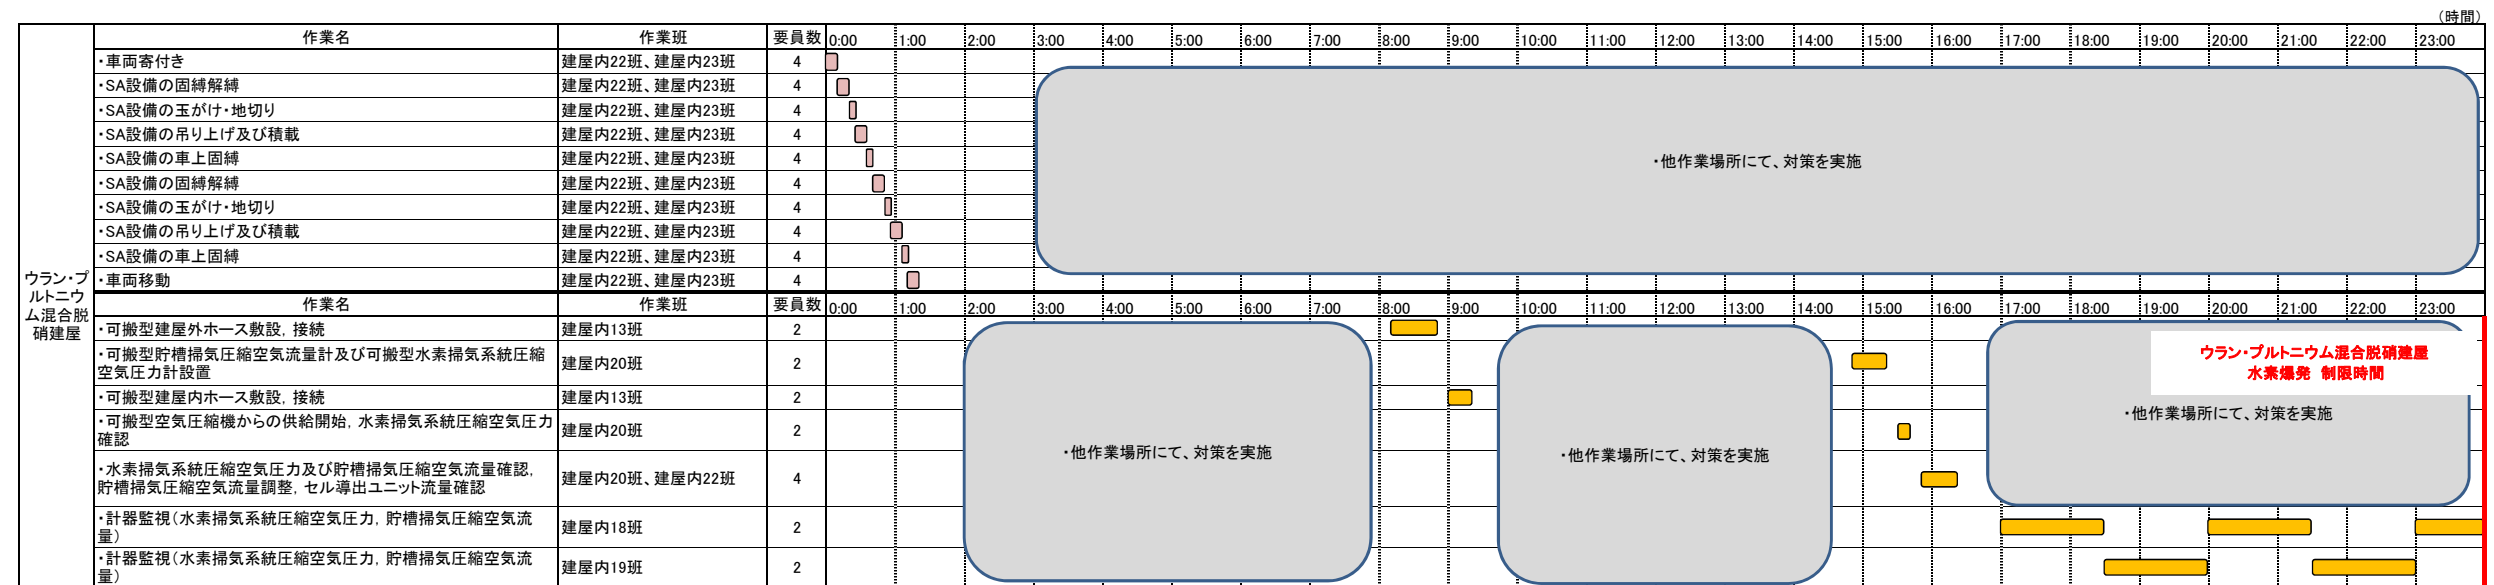 (時間)
作業名 作業班 要員数 0:00 1:00 2:00 3:00 4:00 5:00 6:00 7:00 8:00 9:00 10:00 11:00 12:00 13:00 14:00 15:00 16:00 17:00 18:00 19:00 20:00 21:00 22:00 23:00
・車両寄付き 建屋内22班、建屋内23班 4
・SA設備の固縛解縛 建屋内22班、建屋内23班 4
・SA設備の玉がけ・地切り 建屋内22班、建屋内23班 4
・SA設備の吊り上げ及び積載 建屋内22班、建屋内23班 4
・SA設備の車上固縛 建屋内22班、建屋内23班 4
・他作業場所にて、対策を実施
・SA設備の固縛解縛 建屋内22班、建屋内23班 4
・SA設備の玉がけ・地切り 建屋内22班、建屋内23班 4
・SA設備の吊り上げ及び積載 建屋内22班、建屋内23班 4
・SA設備の車上固縛 建屋内22班、建屋内23班 4
・車両移動 建屋内22班、建屋内23班 4
ウラン・プ
ルトニウ
ム混合脱
硝建屋
作業名 作業班 要員数 0:00 1:00 2:00 3:00 4:00 5:00 6:00 7:00 8:00 9:00 10:00 11:00 12:00 13:00 14:00 15:00 16:00 17:00 18:00 19:00 20:00 21:00 22:00 23:00
・可搬型建屋外ホース敷設，接続 建屋内13班 2
・可搬型貯槽掃気圧縮空気流量計及び可搬型水素掃気系統圧縮
空気圧力計設置 建屋内20班 2
ウラン・プルトニウム混合脱硝建屋
水素爆発 制限時間
・可搬型建屋内ホース敷設，接続 建屋内13班 2
・他作業場所にて、対策を実施
・可搬型空気圧縮機からの供給開始，水素掃気系統圧縮空気圧力
確認 建屋内20班 2
・他作業場所にて、対策を実施
・他作業場所にて、対策を実施
・水素掃気系統圧縮空気圧力及び貯槽掃気圧縮空気流量確認，
貯槽掃気圧縮空気流量調整，セル導出ユニット流量確認 建屋内20班、建屋内22班 4
・計器監視（水素掃気系統圧縮空気圧力，貯槽掃気圧縮空気流
量） 建屋内18班 2
・計器監視（水素掃気系統圧縮空気圧力，貯槽掃気圧縮空気流
量） 建屋内19班 2